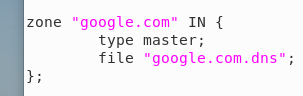 zone "google.com" IN {
        type master;
        file "google.com.dns";
};